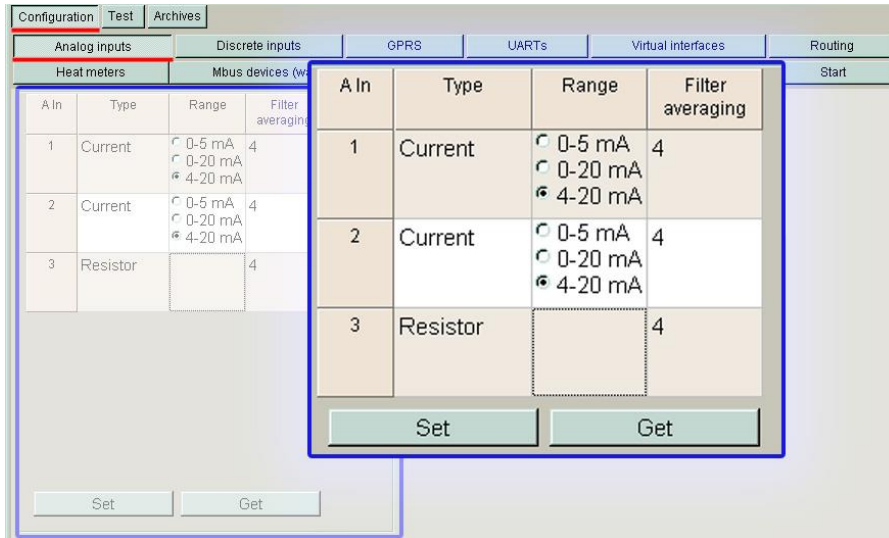 Configuration Test Archives
Analog inputs Discrete inputs GPRS UARTs Virtual interfaces Routing
Heat meters Mbus devices Start
A In Type Range Filter averaging
1 Current 0-5 mA 4
0-20 mA
4-20 mA
2 Current 0-5 mA 4
0-20 mA
4-20 mA
3 Resistor 4
Set Get
A In Type Range Filter
averaging
1 Current 0-5 mA 4
0-20 mA
4-20 mA
2 Current 0-5 mA 4
0-20 mA
4-20 mA
3 Resistor 4
Set Get